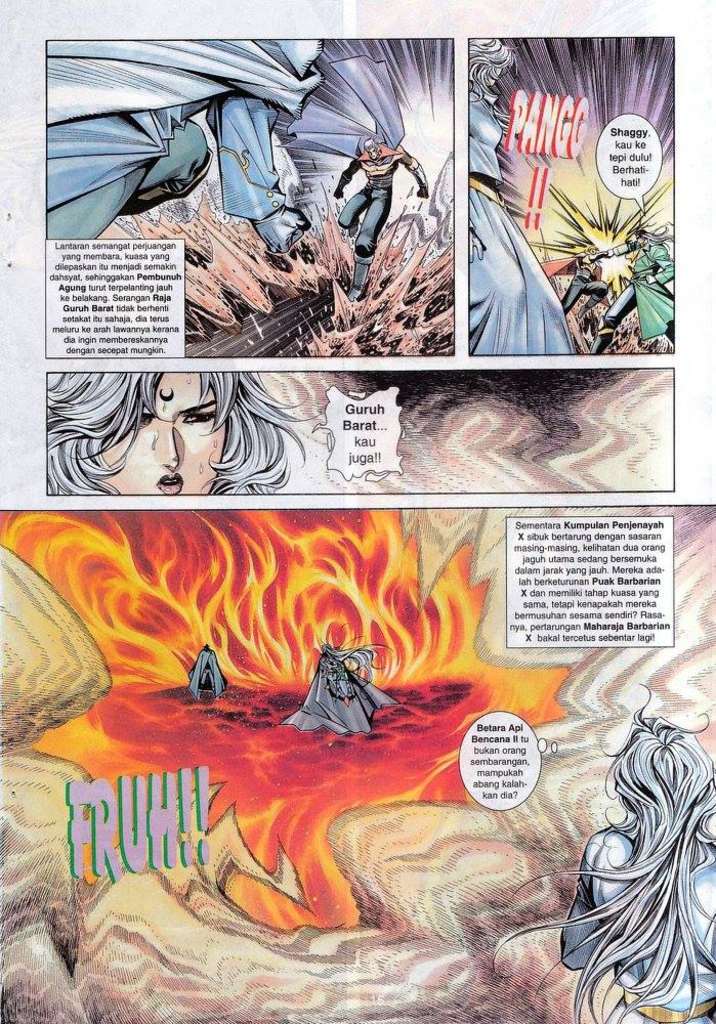 Lantaran semangat perjuangan
yang membara, kuasa yang
dilepaskan itu menjadi semakin
dahsyat, sehinggakan Pembunuh
Agung turut terpelanting jauh
ke belakang. Serangan Raja
Guruh Barat tidak berhenti
setakat itu sahaja, dia terus
meluru ke arah lawannya kerana
dia ingin membereskannya
dengan secepat mungkin.
PANGG
!!
Shaggy,
kau ke
tepi dulu!
Berhati-
hati!
Guruh
Barat...
kau
juga!!
Sementara Kumpulan Penjenayah
X sibuk bertarung dengan sasaran
masing-masing, kelihatan dua orang
jaguh utama sedang bersemuka
dalam jarak yang jauh. Mereka ada-
lah berketurunan Puak Barbarian
X dan memiliki tahap kuasa yang
sama, tetapi kenapakah mereka
bermusuhan sesama sendiri? Rasa-
nya, pertarungan Maharaja Barbarian
X bakal tercetus sebentar lagi!
Betara Api
Bencana II tu
bukan orang
sembarangan,
mampukah
abang kalah-
kan dia?
FRUH!!